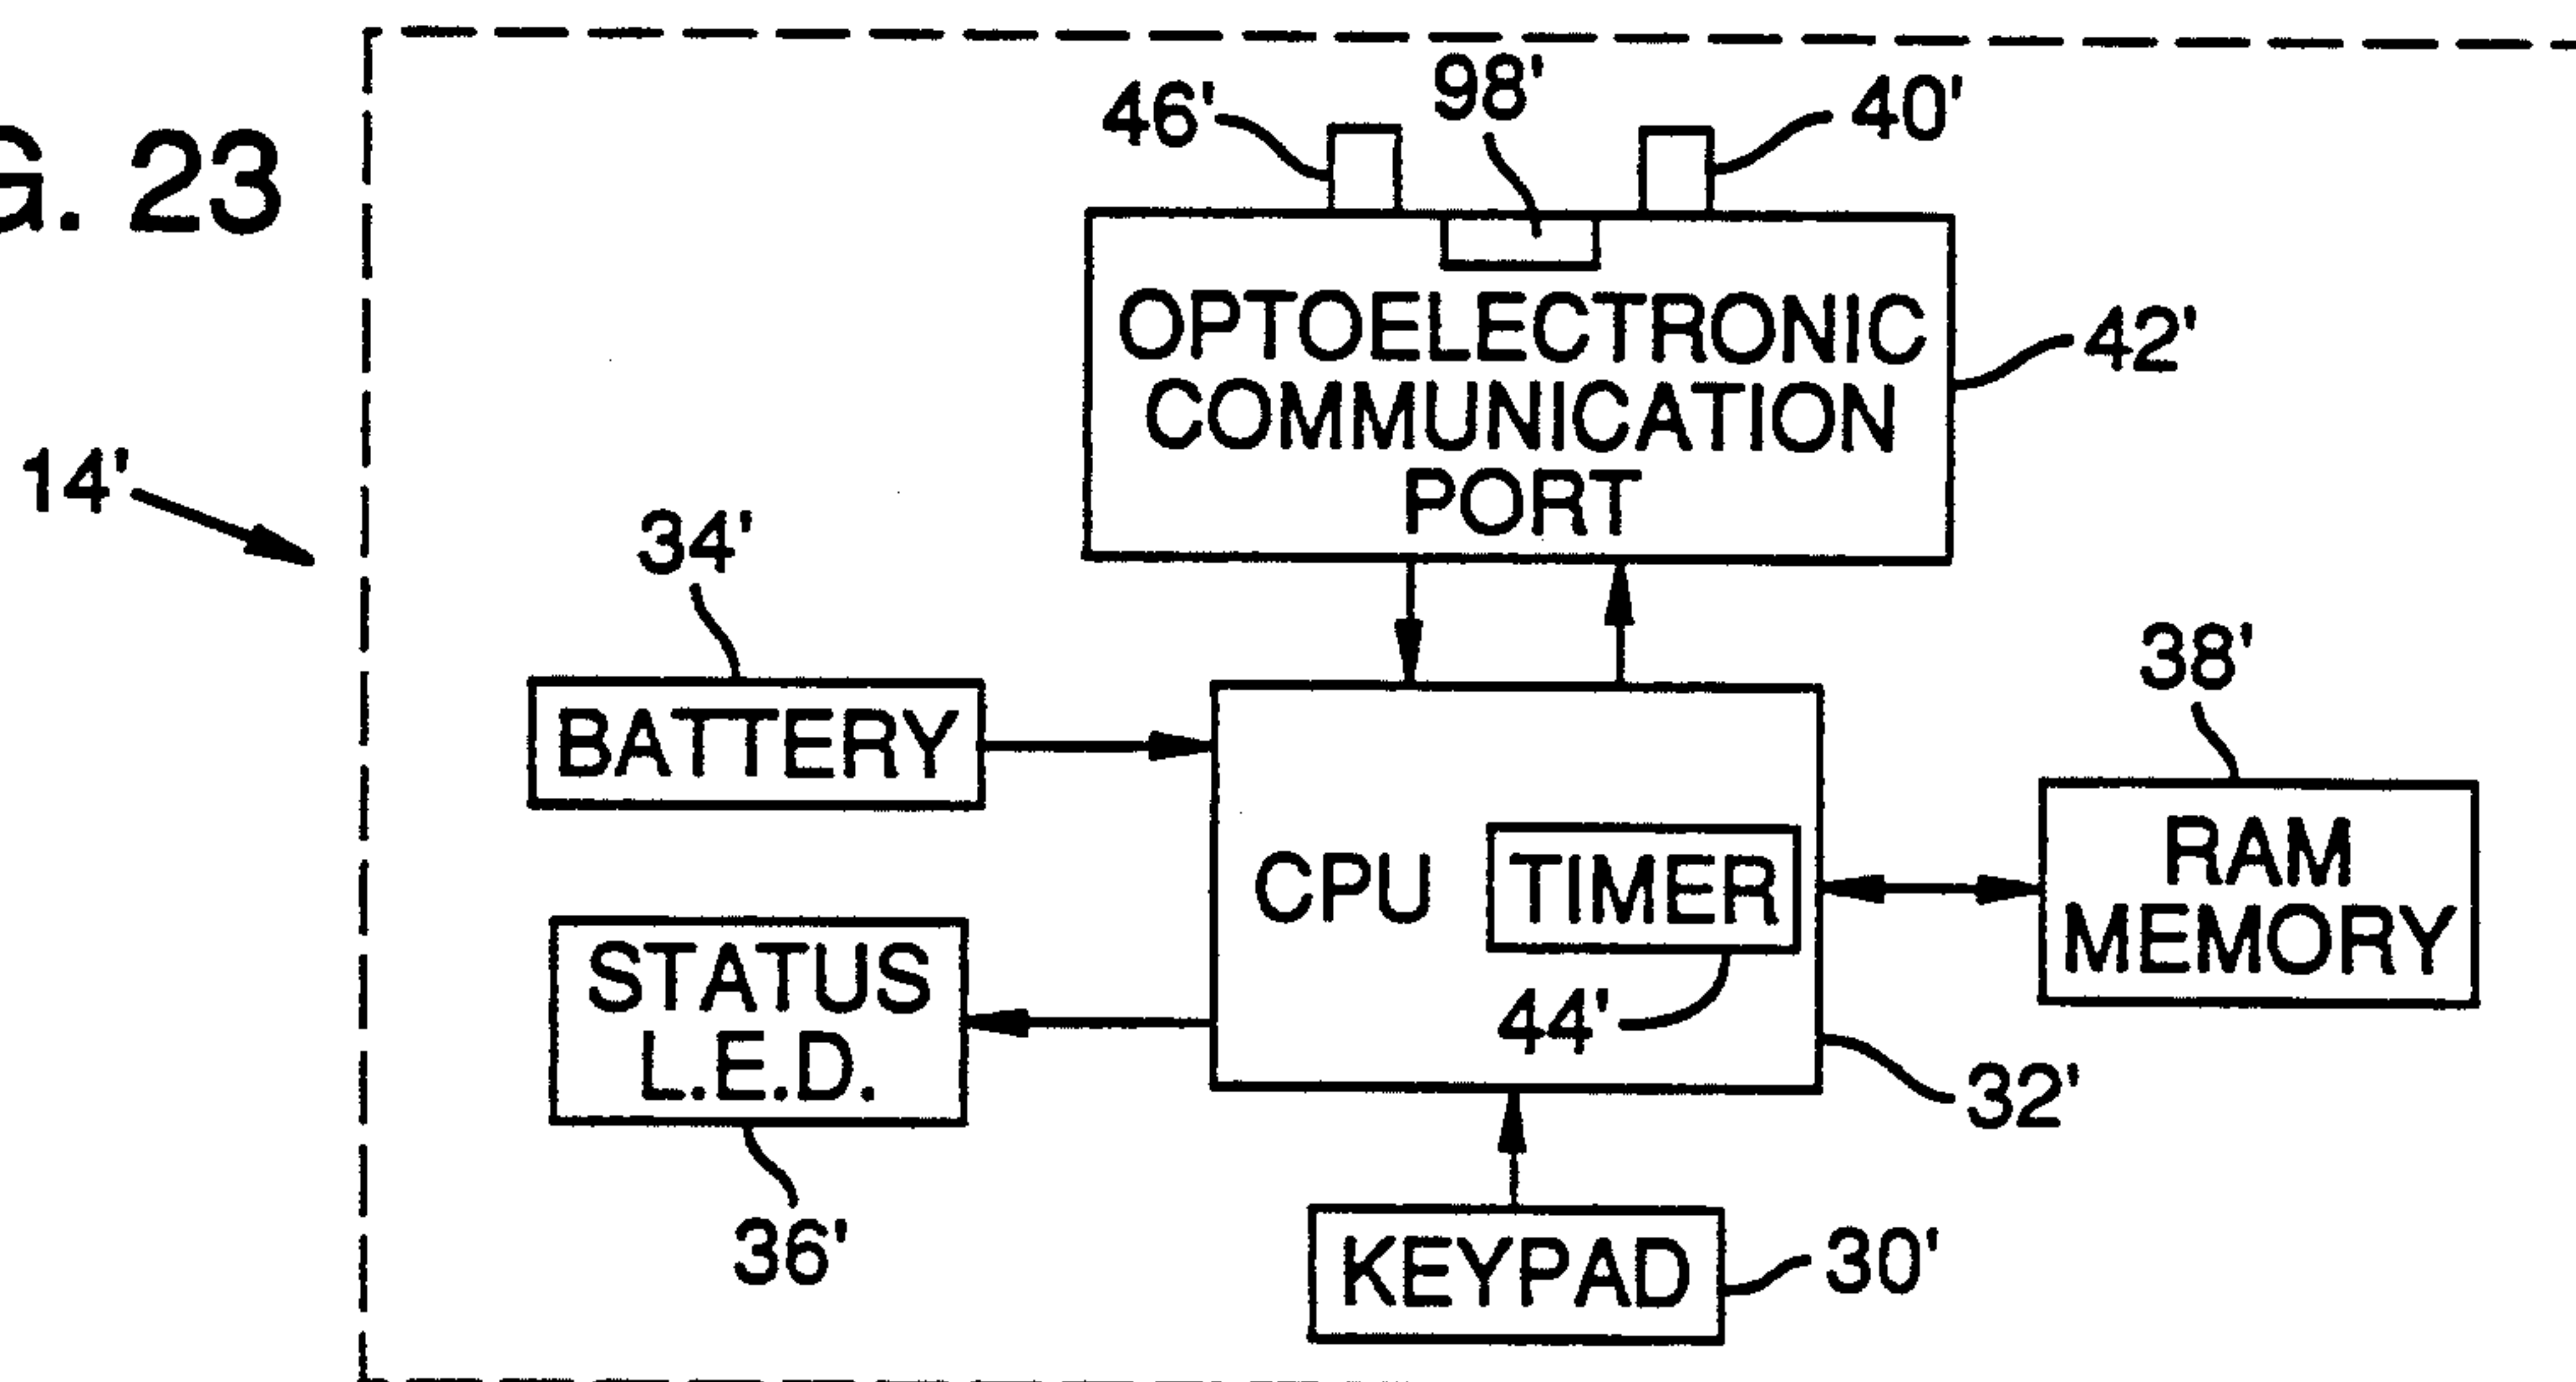 G. 23
46'
98'
40'
OPTOELECTRONIC
COMMUNICATION
PORT
42'
14'
34'
BATTERY
38'
RAM
MEMORY
CPU
TIMER
44'
32'
STATUS
L.E.D.
36'
KEYPAD
30'